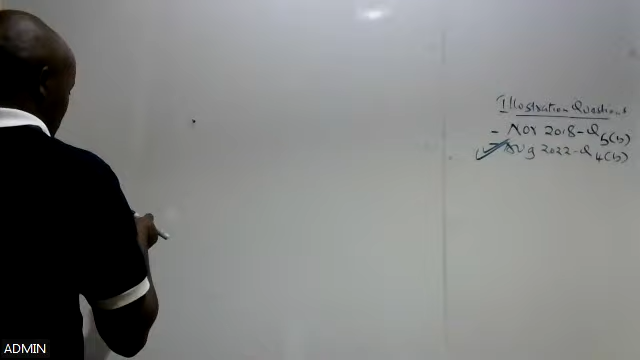 Illustration Questions
- Nov 2018-Q5(b)
- Aug 2022-Q4(b)
ADMIN